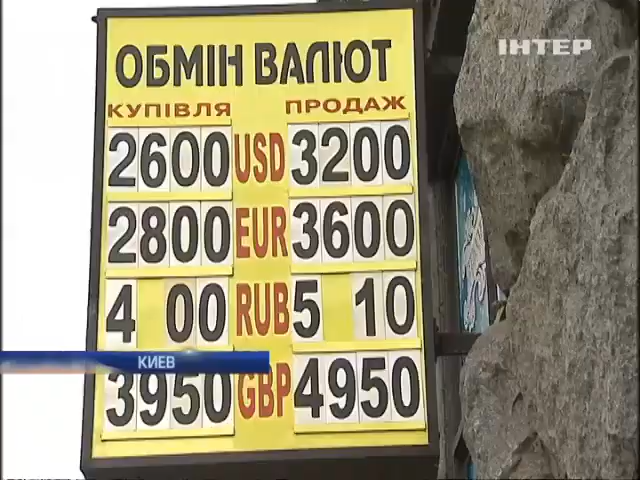 ІНТЕР
ОБМІН ВАЛЮТ
КУПІВЛЯ ПРОДАЖ
2600 USD 3200
2800 EUR 3600
4 00 RUB 5 10
КИЕВ
3950 GBP 4950